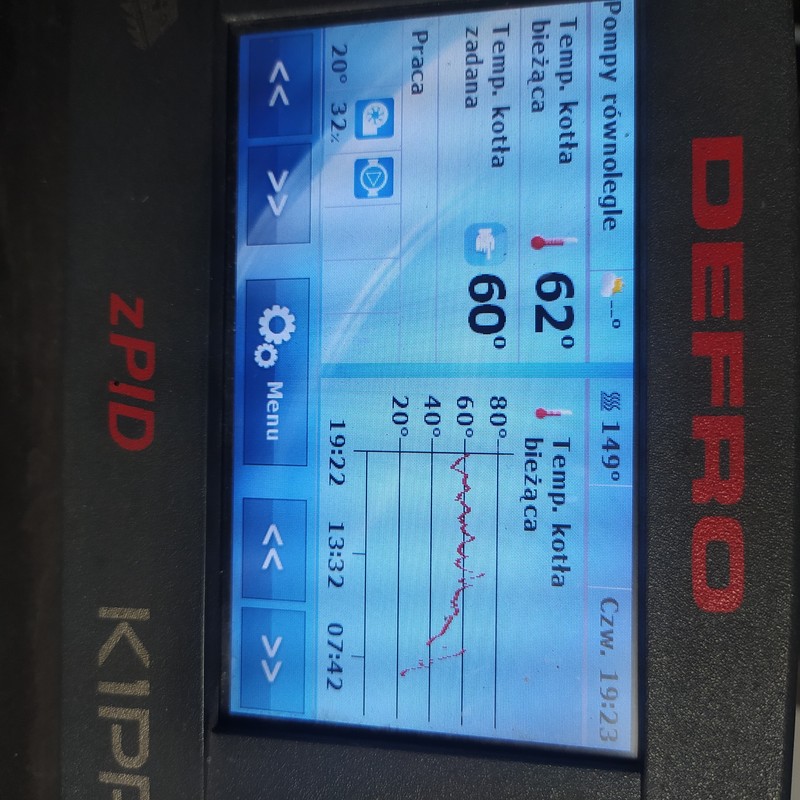 DEFRO
Pompy równolegle
--°
149°
Czw. 19:23
Temp. kotła
bieżąca
62°
Temp. kotła
zadana
60°
Praca
20° 32%
Temp. kotła
bieżąca
80°
60°
40°
20°
19:22 13:32 07:42
<< >> Menu << >>
zPID